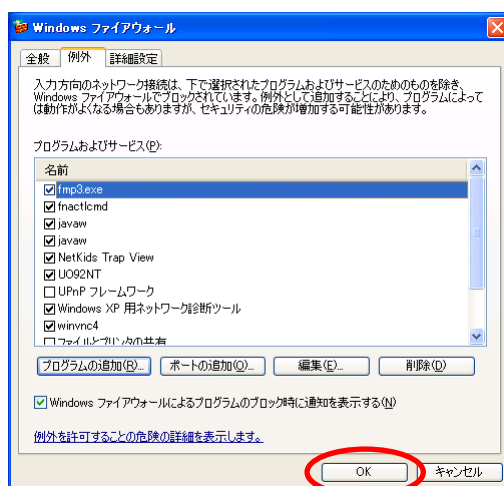 Windows ファイアウォール
全般 例外 詳細設定
入力方向のネットワーク接続は、下で選択されたプログラムおよびサービスのためのものを除き、
Windows ファイアウォールでブロックされています。例外として追加することにより、プログラムによって
は動作がよくなる場合もありますが、セキュリティの危険が増加する可能性があります。
プログラムおよびサービス(P):
名前
fmp3.exe
fnactlcmd
javaw
javaw
NetKids Trap View
UO92NT
UPnP フレームワーク
Windows XP 用ネットワーク診断ツール
winvnc4
ファイルとプリンタの共有
プログラムの追加(R)... ポートの追加(O)... 編集(E)... 削除(D)
Windows ファイアウォールによるプログラムのブロック時に通知を表示する(N)
例外を許可することの危険の詳細を表示します。
OK キャンセル